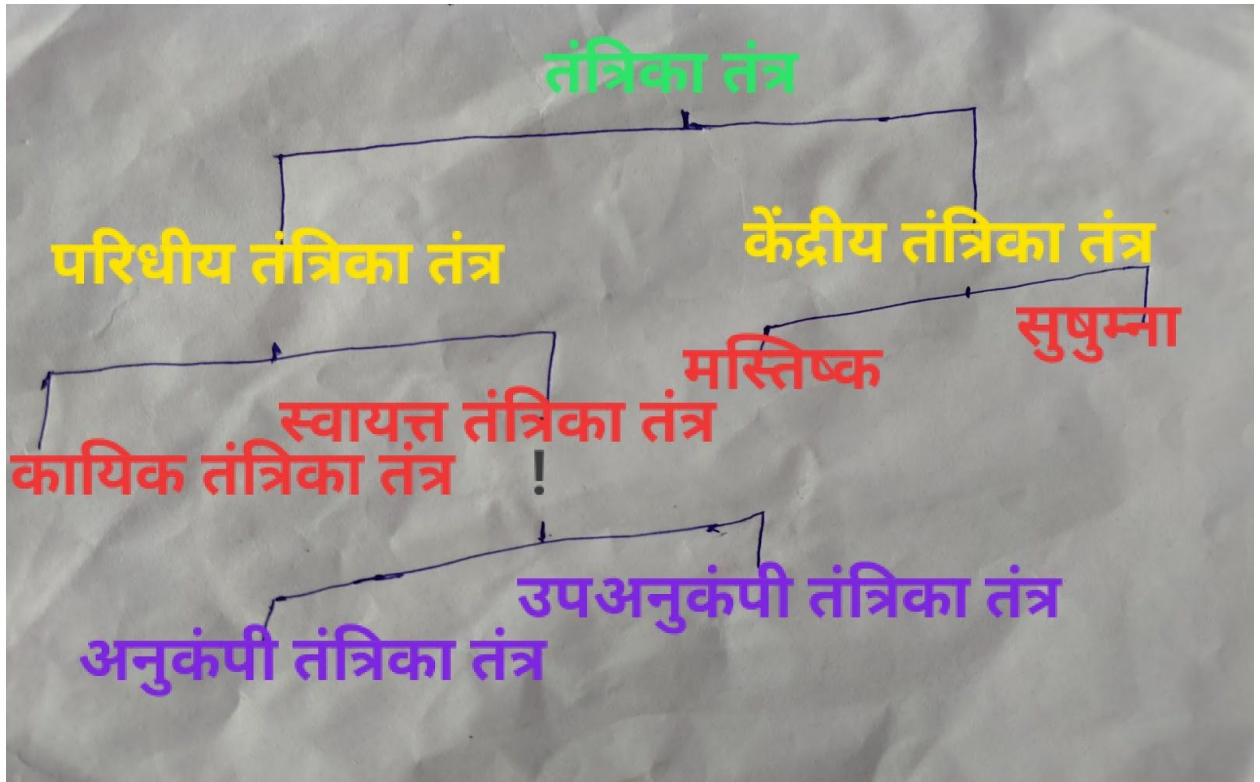 तंत्रिका तंत्र
परिधीय तंत्रिका तंत्र
केंद्रीय तंत्रिका तंत्र
मस्तिष्क
सुषुम्ना
कायिक तंत्रिका तंत्र
स्वायत्त तंत्रिका तंत्र
!
अनुकंपी तंत्रिका तंत्र
उपअनुकंपी तंत्रिका तंत्र